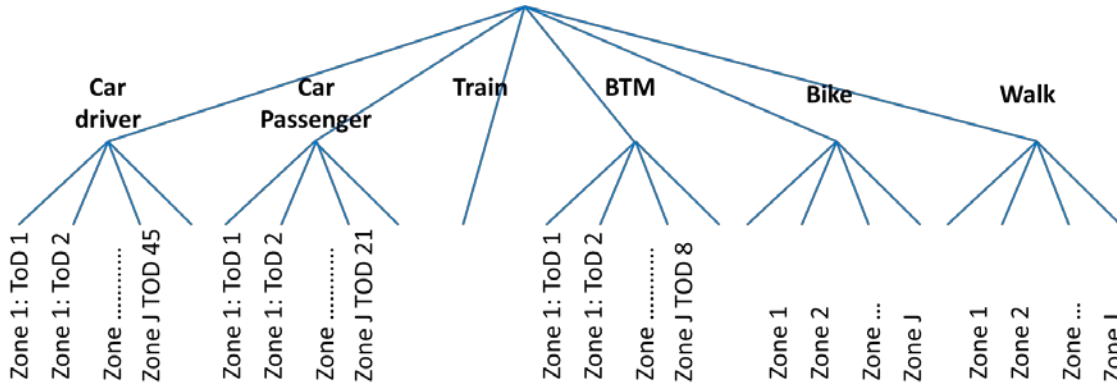 Car
driver
Car
Passenger
Train
BTM
Bike
Walk
Zone 1: ToD 1
Zone 1: ToD 2
Zone ..............
Zone J TOD 45
Zone 1: ToD 1
Zone 1: ToD 2
Zone ..............
Zone J TOD 21
Zone 1: ToD 1
Zone 1: ToD 2
Zone ..............
Zone J TOD 8
Zone 1
Zone 2
Zone ...
Zone J
Zone 1
Zone 2
Zone ...
Zone J